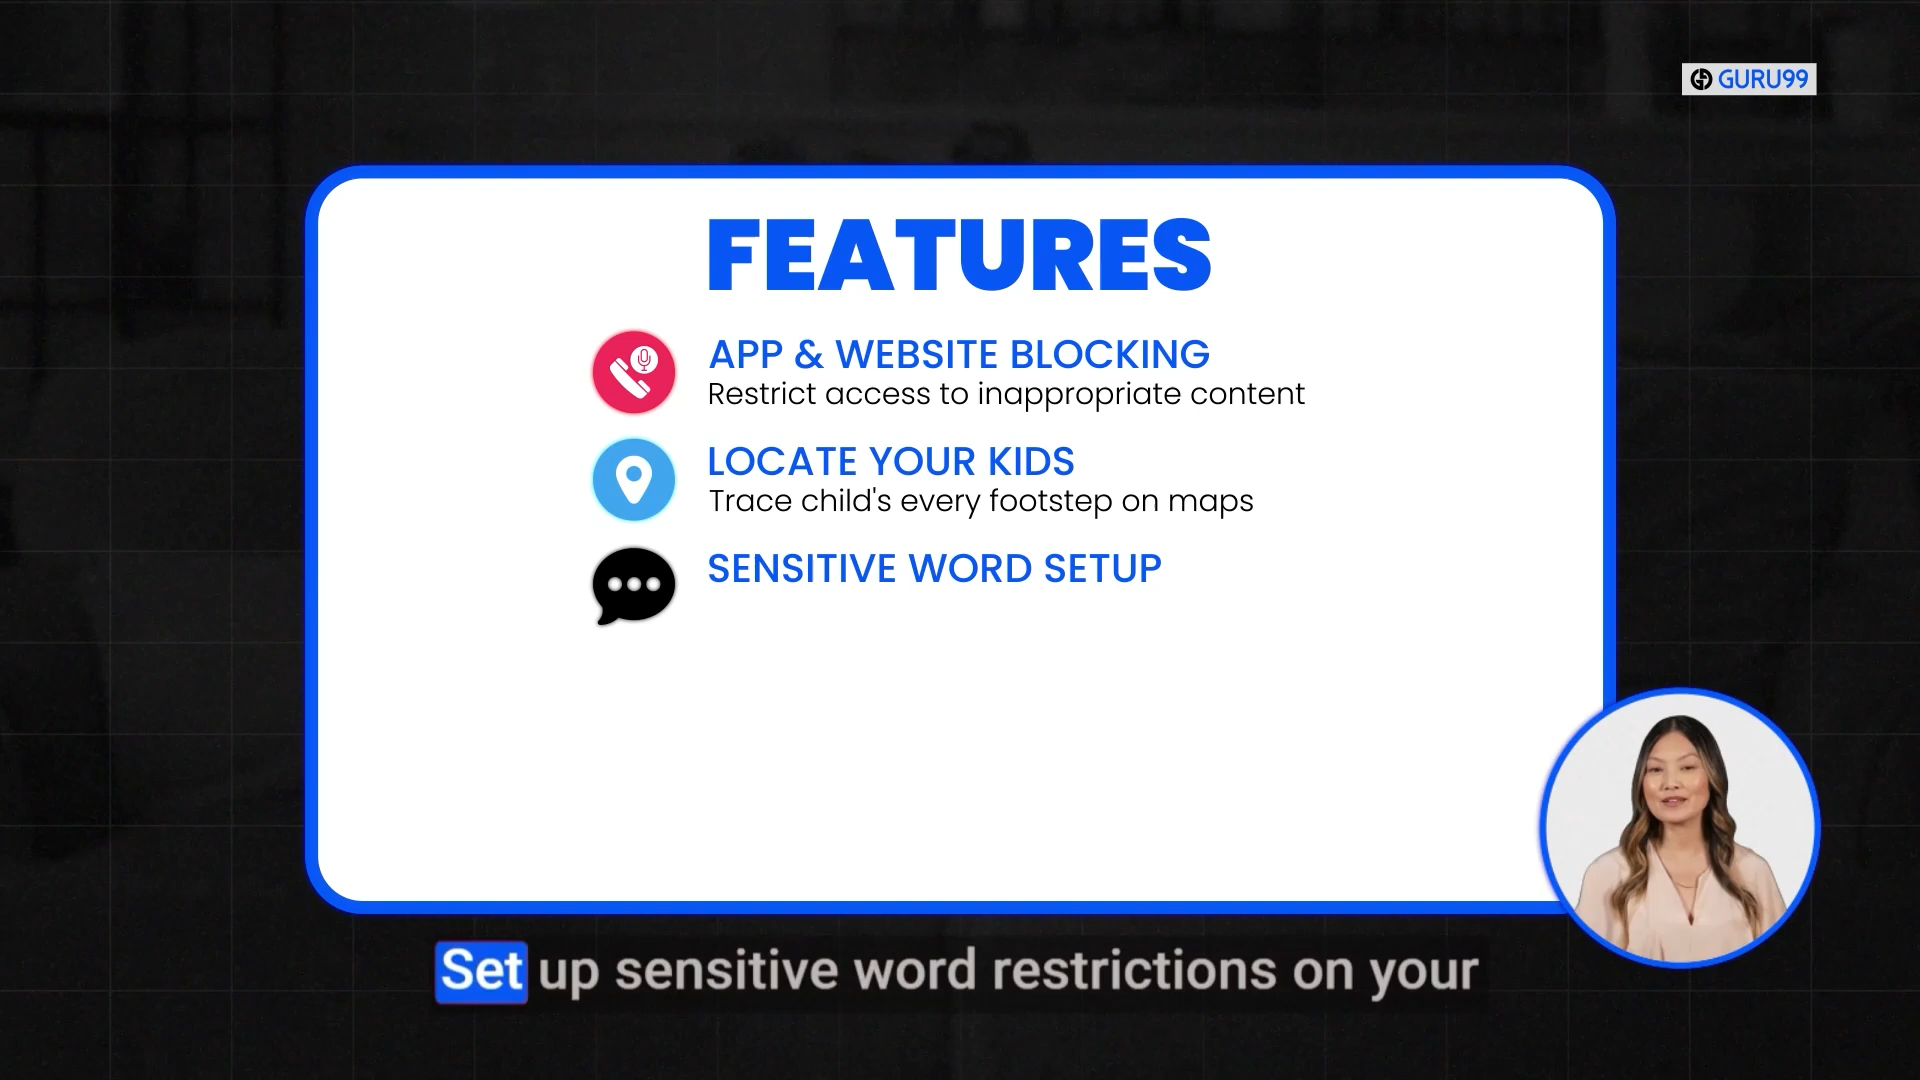 GURU99
FEATURES
APP & WEBSITE BLOCKING
Restrict access to inappropriate content
LOCATE YOUR KIDS
Trace child's every footstep on maps
SENSITIVE WORD SETUP
Set up sensitive word restrictions on your